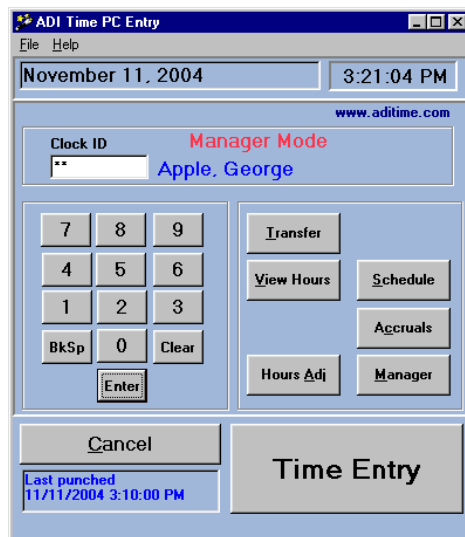 ADI Time PC Entry
File Help
November 11, 2004 3:21:04 PM
www.aditime.com
Clock ID Manager Mode
** Apple, George
7 8 9 Transfer
4 5 6 View Hours Schedule
1 2 3 Accruals
BkSp 0 Clear
Enter Hours Adj Manager
Cancel
Time Entry
Last punched
11/11/2004 3:10:00 PM